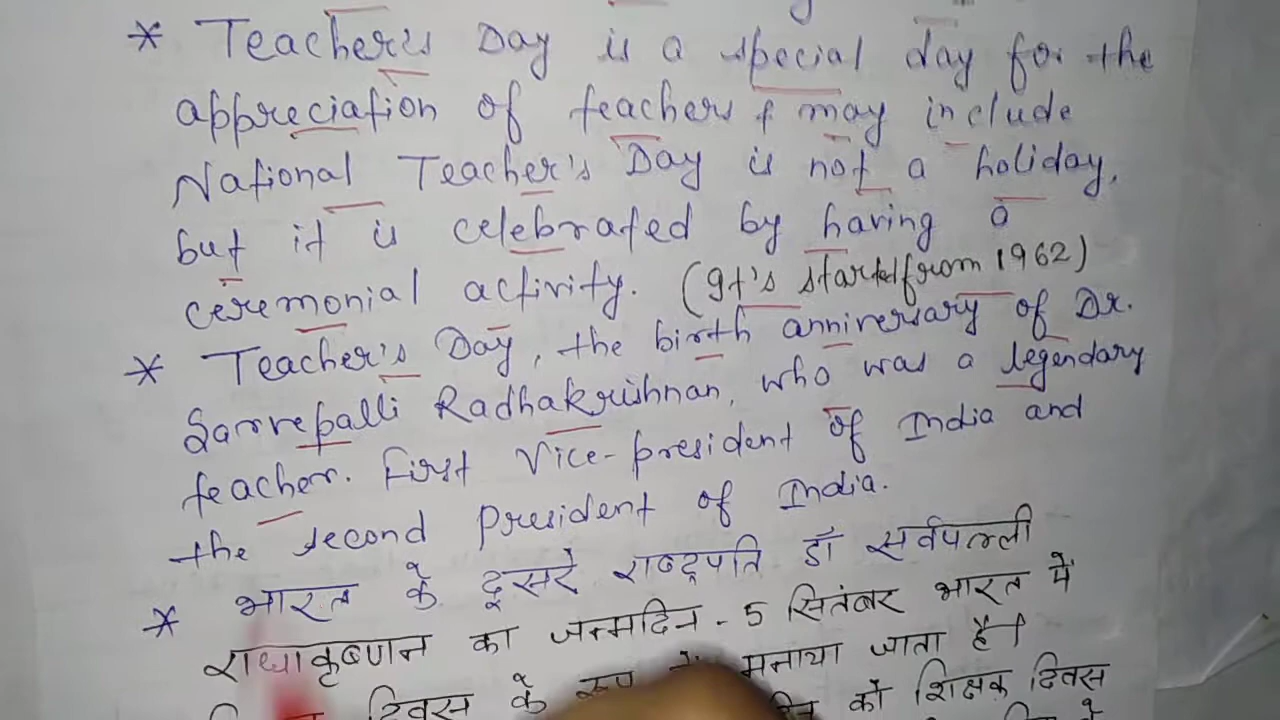 * Teacher's Day is a special day for the
appreciation of teachers & may include
National Teacher's Day is not a holiday,
but it is celebrated by having a
ceremonial activity. (It's started from 1962)
* Teacher's Day, the birth anniversary of Dr.
Sarvepalli Radhakrishnan, who was a legendary
teacher. First Vice-president of India and
the second President of India.
* भारत के दूसरे राष्ट्रपति डॉ सर्वपल्ली
राधाकृष्णन का जन्मदिन - 5 सितंबर भारत में
दिवस के रूप में मनाया जाता है।
को शिक्षक दिवस